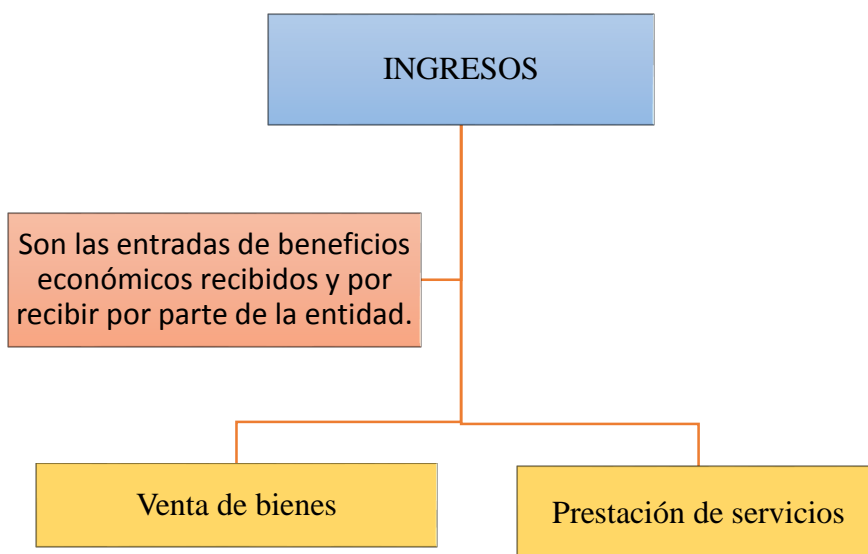 INGRESOS
Son las entradas de beneficios
económicos recibidos y por
recibir por parte de la entidad.
Venta de bienes
Prestación de servicios